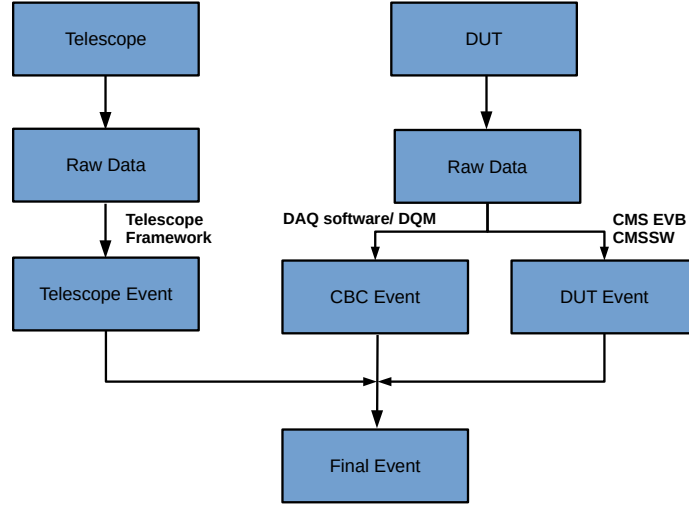 Telescope
DUT
Raw Data
Raw Data
Telescope
Framework
DAQ software/ DQM
CMS EVB
CMSSW
Telescope Event
CBC Event
DUT Event
Final Event